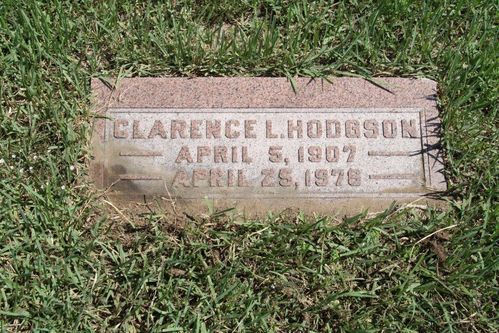 CLARENCE L. HODGSON
APRIL 5, 1907
APRIL 25, 1978